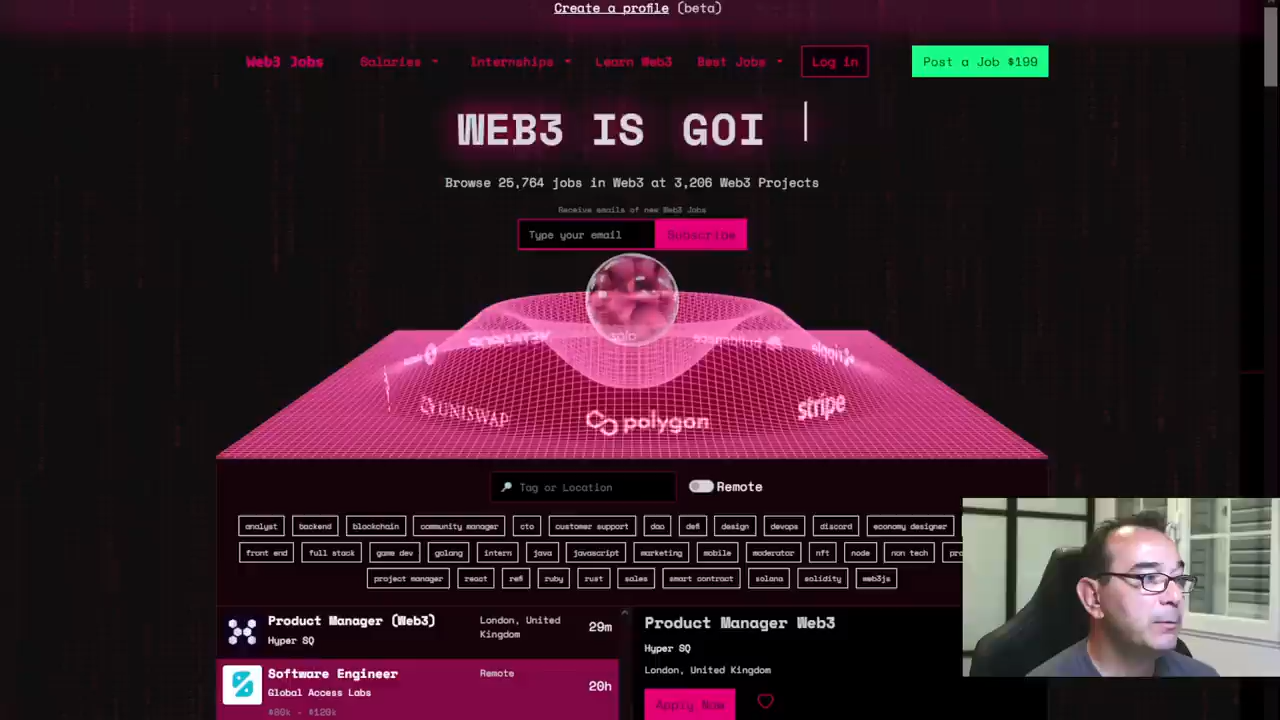 Create a profile (beta)
Web3 Jobs Salaries Internships Learn Web3 Best Jobs Log in Post a Job $199
WEB3 IS GOI
Browse 25,764 jobs in Web3 at 3,206 Web3 Projects
Receive emails of new Web3 Jobs
Type your email Subscribe
UNISWAP polygon stripe
Tag or Location Remote
analyst backend blockchain community manager cto customer support dao defi design devops discord economy designer
front end full stack game dev golang intern java javascript marketing mobile moderator nft node non tech
project manager react refi ruby rust sales smart contract solana solidity web3js
Product Manager (Web3) London, United Kingdom 29m
Hyper SQ
Software Engineer Remote 20h
Global Access Labs
$80k - $120k
Product Manager Web3
Hyper SQ
London, United Kingdom
Apply Now